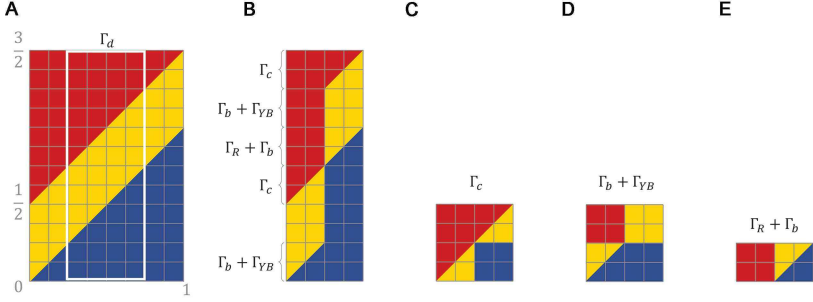 A
B
C
D
E
3/2
Γ_d
Γ_c
Γ_b + Γ_YB
Γ_R + Γ_b
Γ_c
Γ_b + Γ_YB
1/2
0
1
Γ_c
Γ_b + Γ_YB
Γ_R + Γ_b